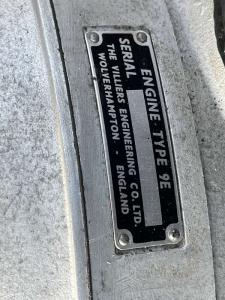 ENGINE TYPE 9E
SERIAL
THE VILLIERS ENGINEERING CO. LTD.
WOLVERHAMPTON. ENGLAND